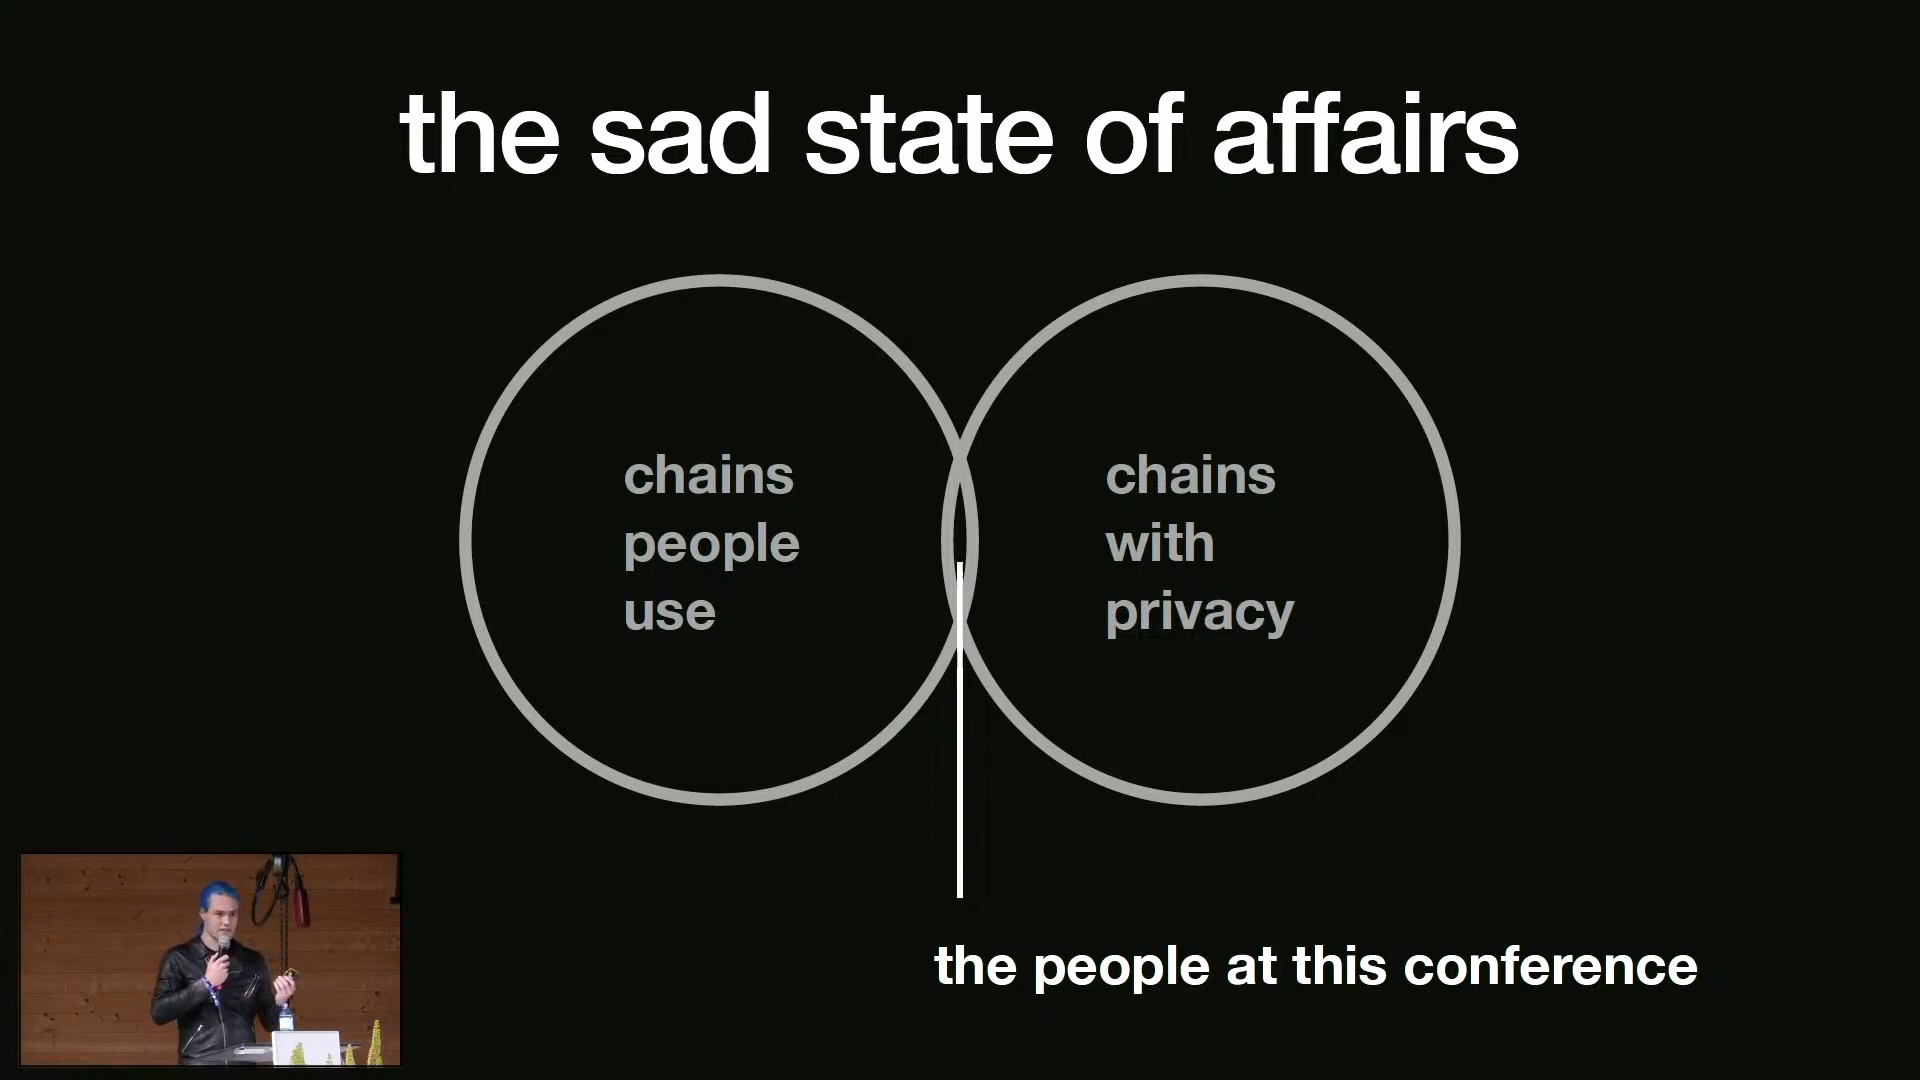 the sad state of affairs
chains
people
use
chains
with
privacy
the people at this conference